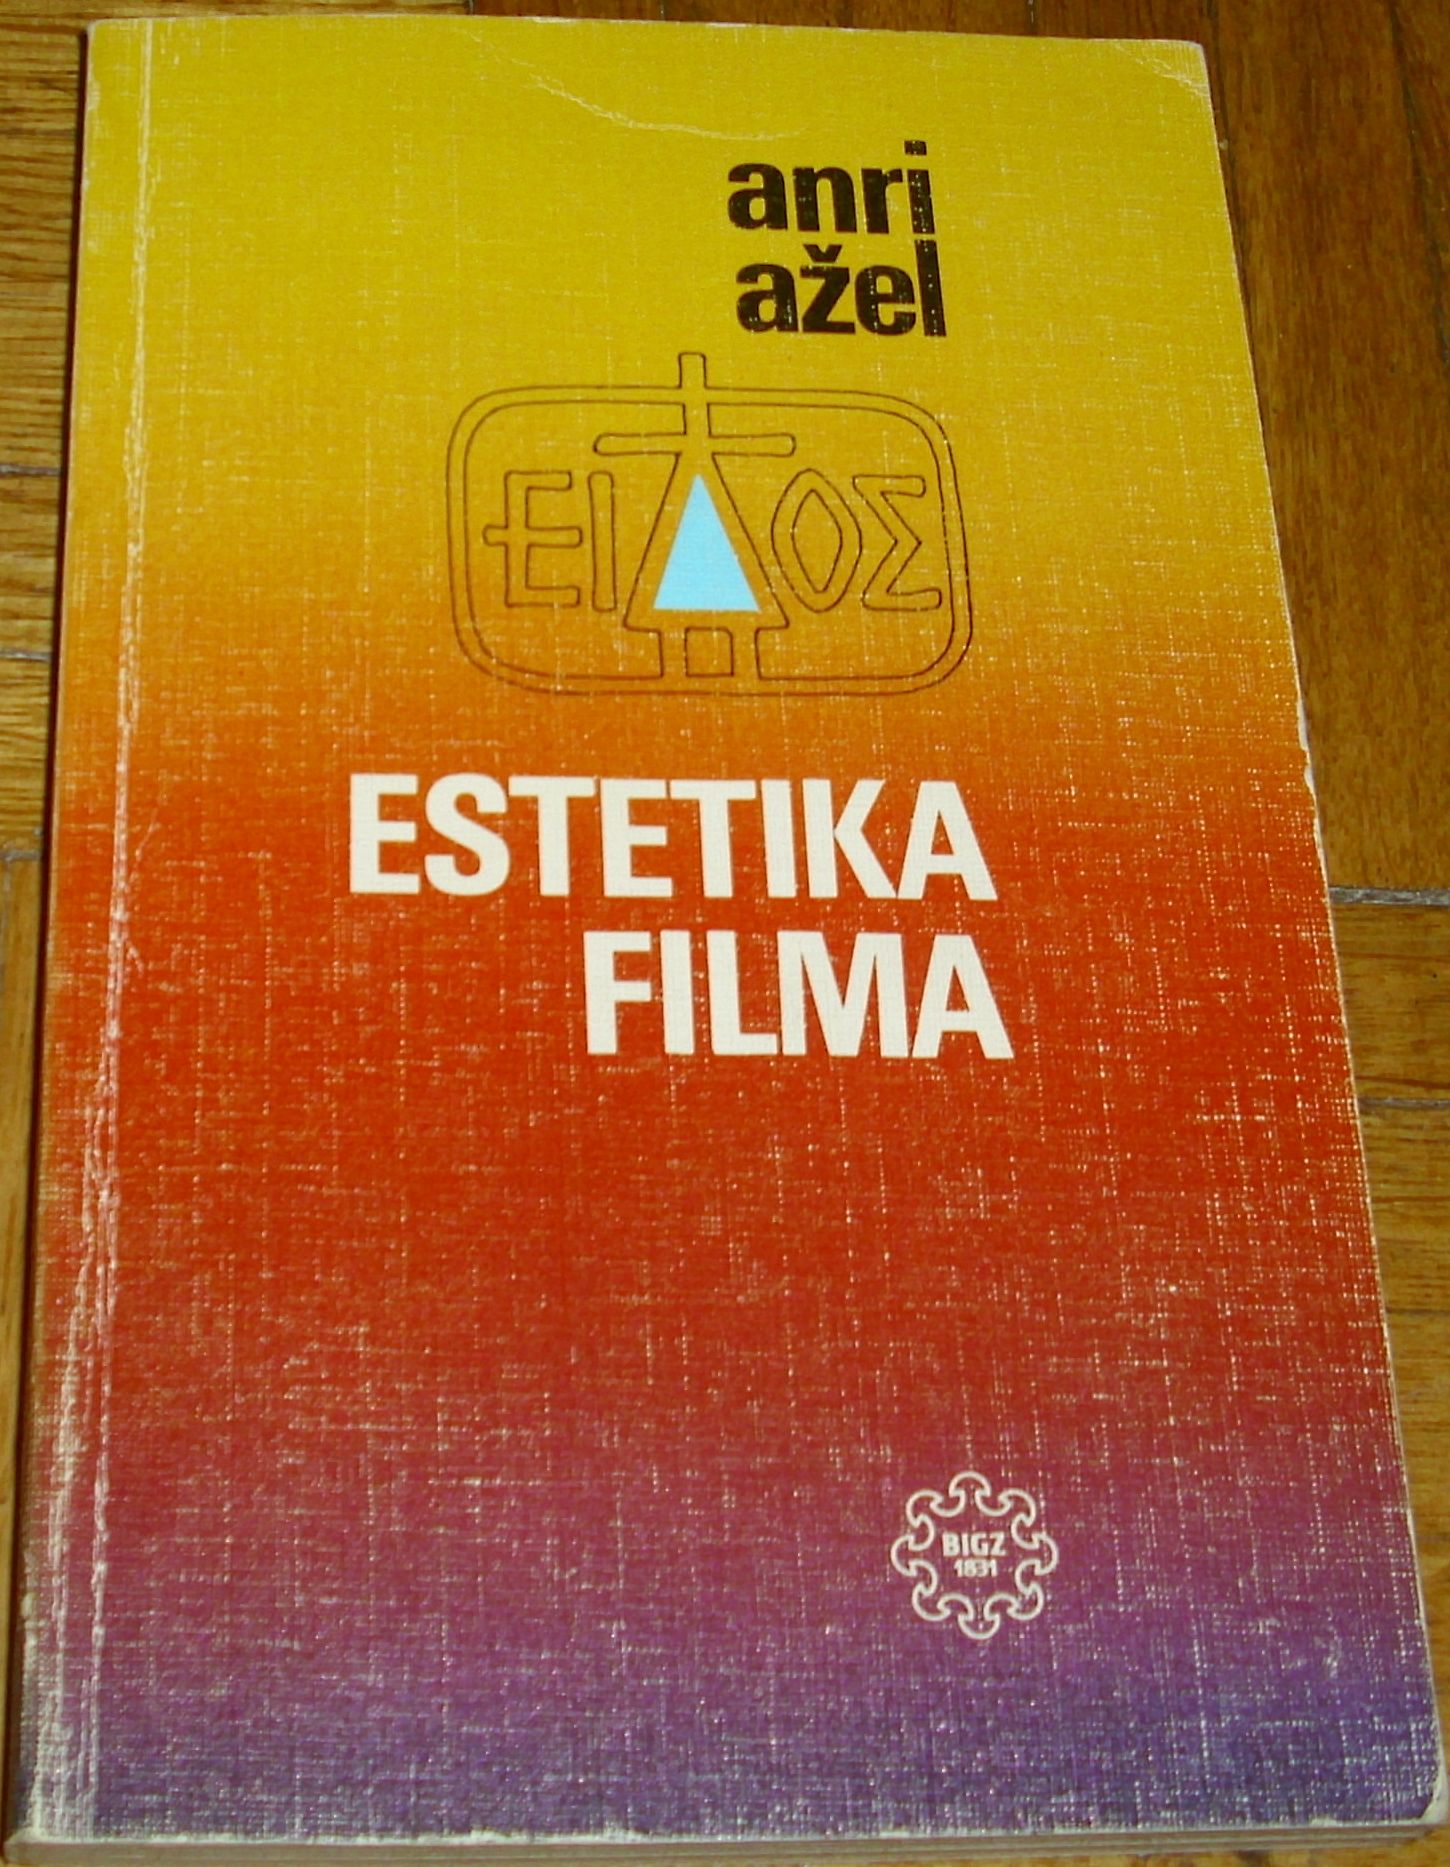 anri
ažel
ΕΙΔΟΣ
ESTETIKA
FILMA
BIGZ
1831